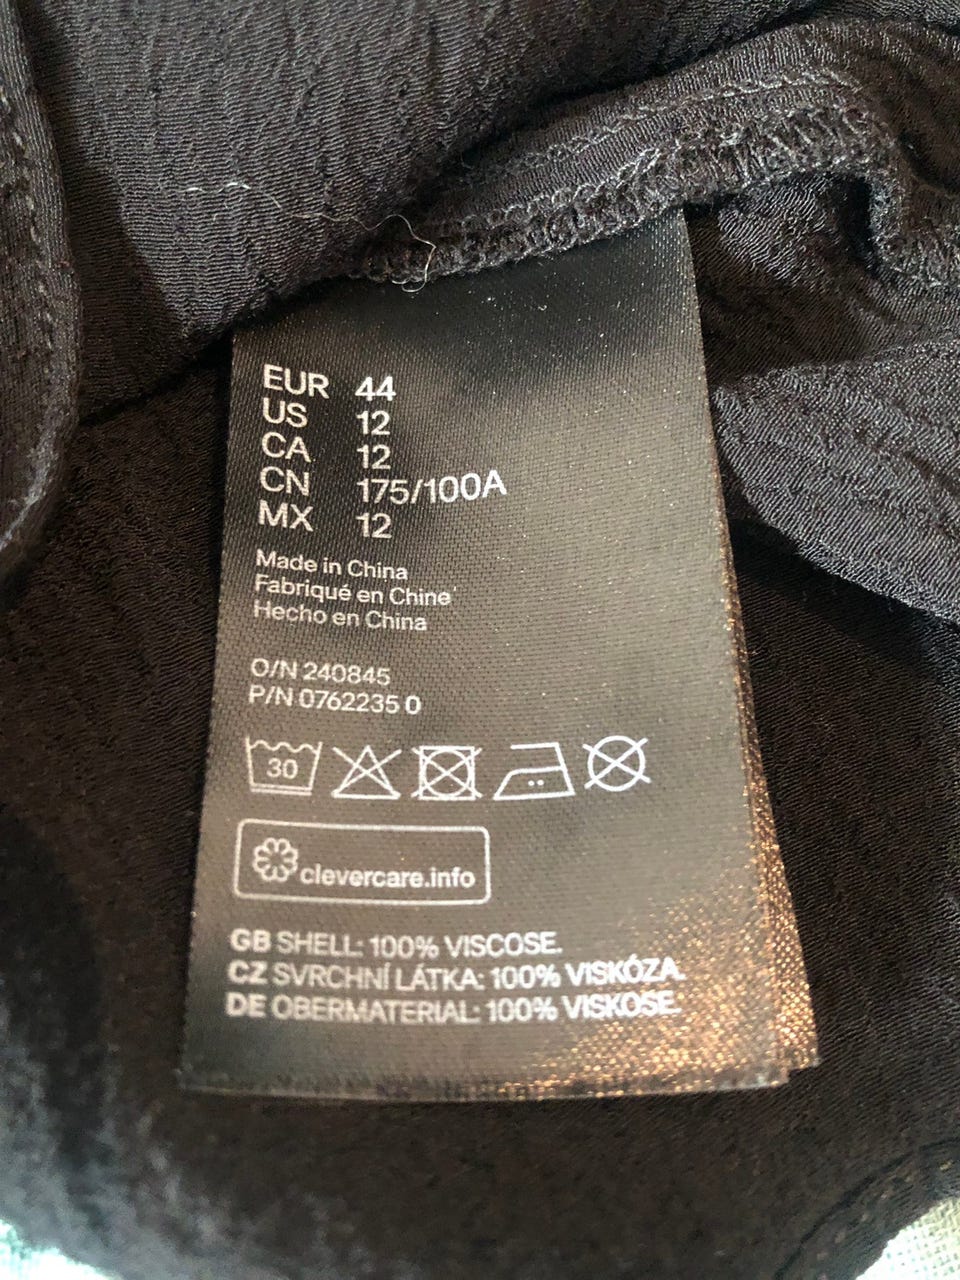 EUR 44
US 12
CA 12
CN 175/100A
MX 12
Made in China
Fabriqué en Chine
Hecho en China
O/N 240845
P/N 0762235 0
30
clevercare.info
GB SHELL: 100% VISCOSE.
CZ SVRCHNÍ LÁTKA: 100% VISKÓZA.
DE OBERMATERIAL: 100% VISKOSE.